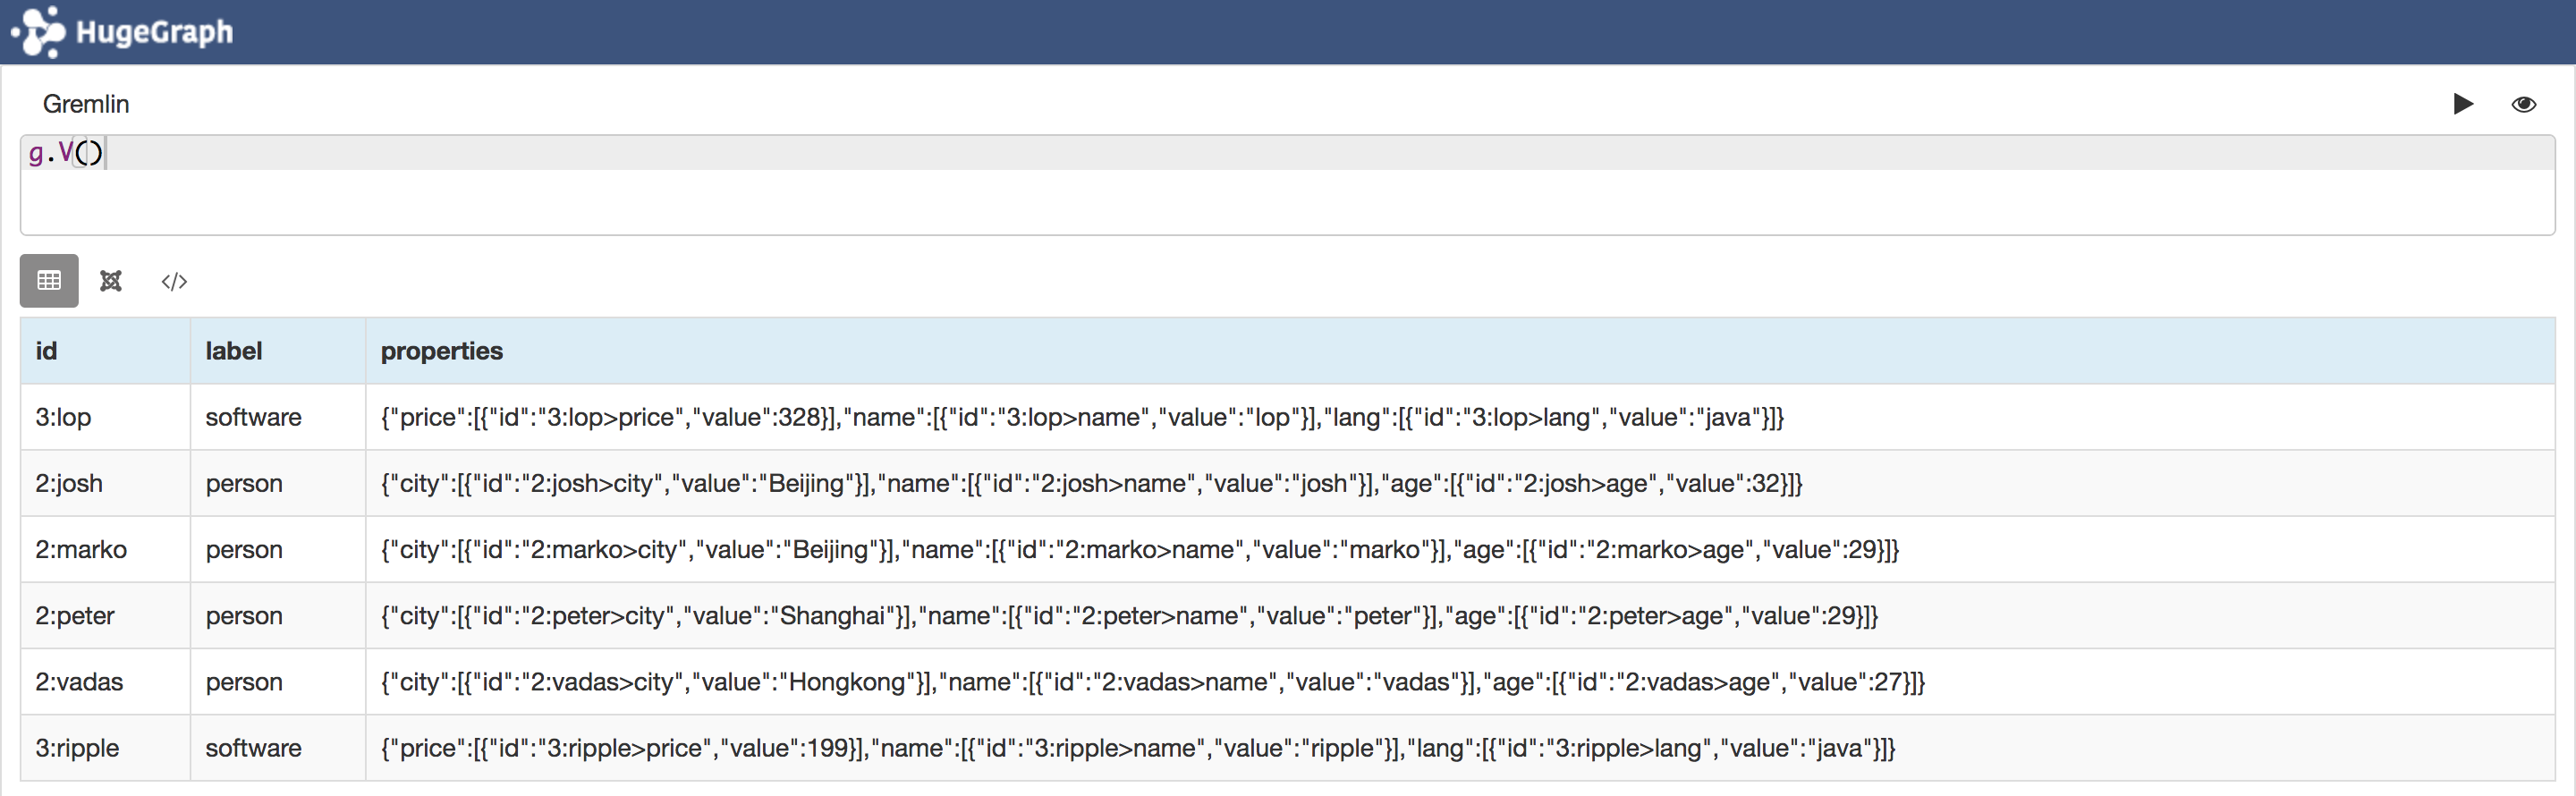 HugeGraph
Gremlin
g.V()
</>
id label properties
3:lop software {"price":[{"id":"3:lop>price","value":328}],"name":[{"id":"3:lop>name","value":"lop"}],"lang":[{"id":"3:lop>lang","value":"java"}]}
2:josh person {"city":[{"id":"2:josh>city","value":"Beijing"}],"name":[{"id":"2:josh>name","value":"josh"}],"age":[{"id":"2:josh>age","value":32}]}
2:marko person {"city":[{"id":"2:marko>city","value":"Beijing"}],"name":[{"id":"2:marko>name","value":"marko"}],"age":[{"id":"2:marko>age","value":29}]}
2:peter person {"city":[{"id":"2:peter>city","value":"Shanghai"}],"name":[{"id":"2:peter>name","value":"peter"}],"age":[{"id":"2:peter>age","value":29}]}
2:vadas person {"city":[{"id":"2:vadas>city","value":"Hongkong"}],"name":[{"id":"2:vadas>name","value":"vadas"}],"age":[{"id":"2:vadas>age","value":27}]}
3:ripple software {"price":[{"id":"3:ripple>price","value":199}],"name":[{"id":"3:ripple>name","value":"ripple"}],"lang":[{"id":"3:ripple>lang","value":"java"}]}